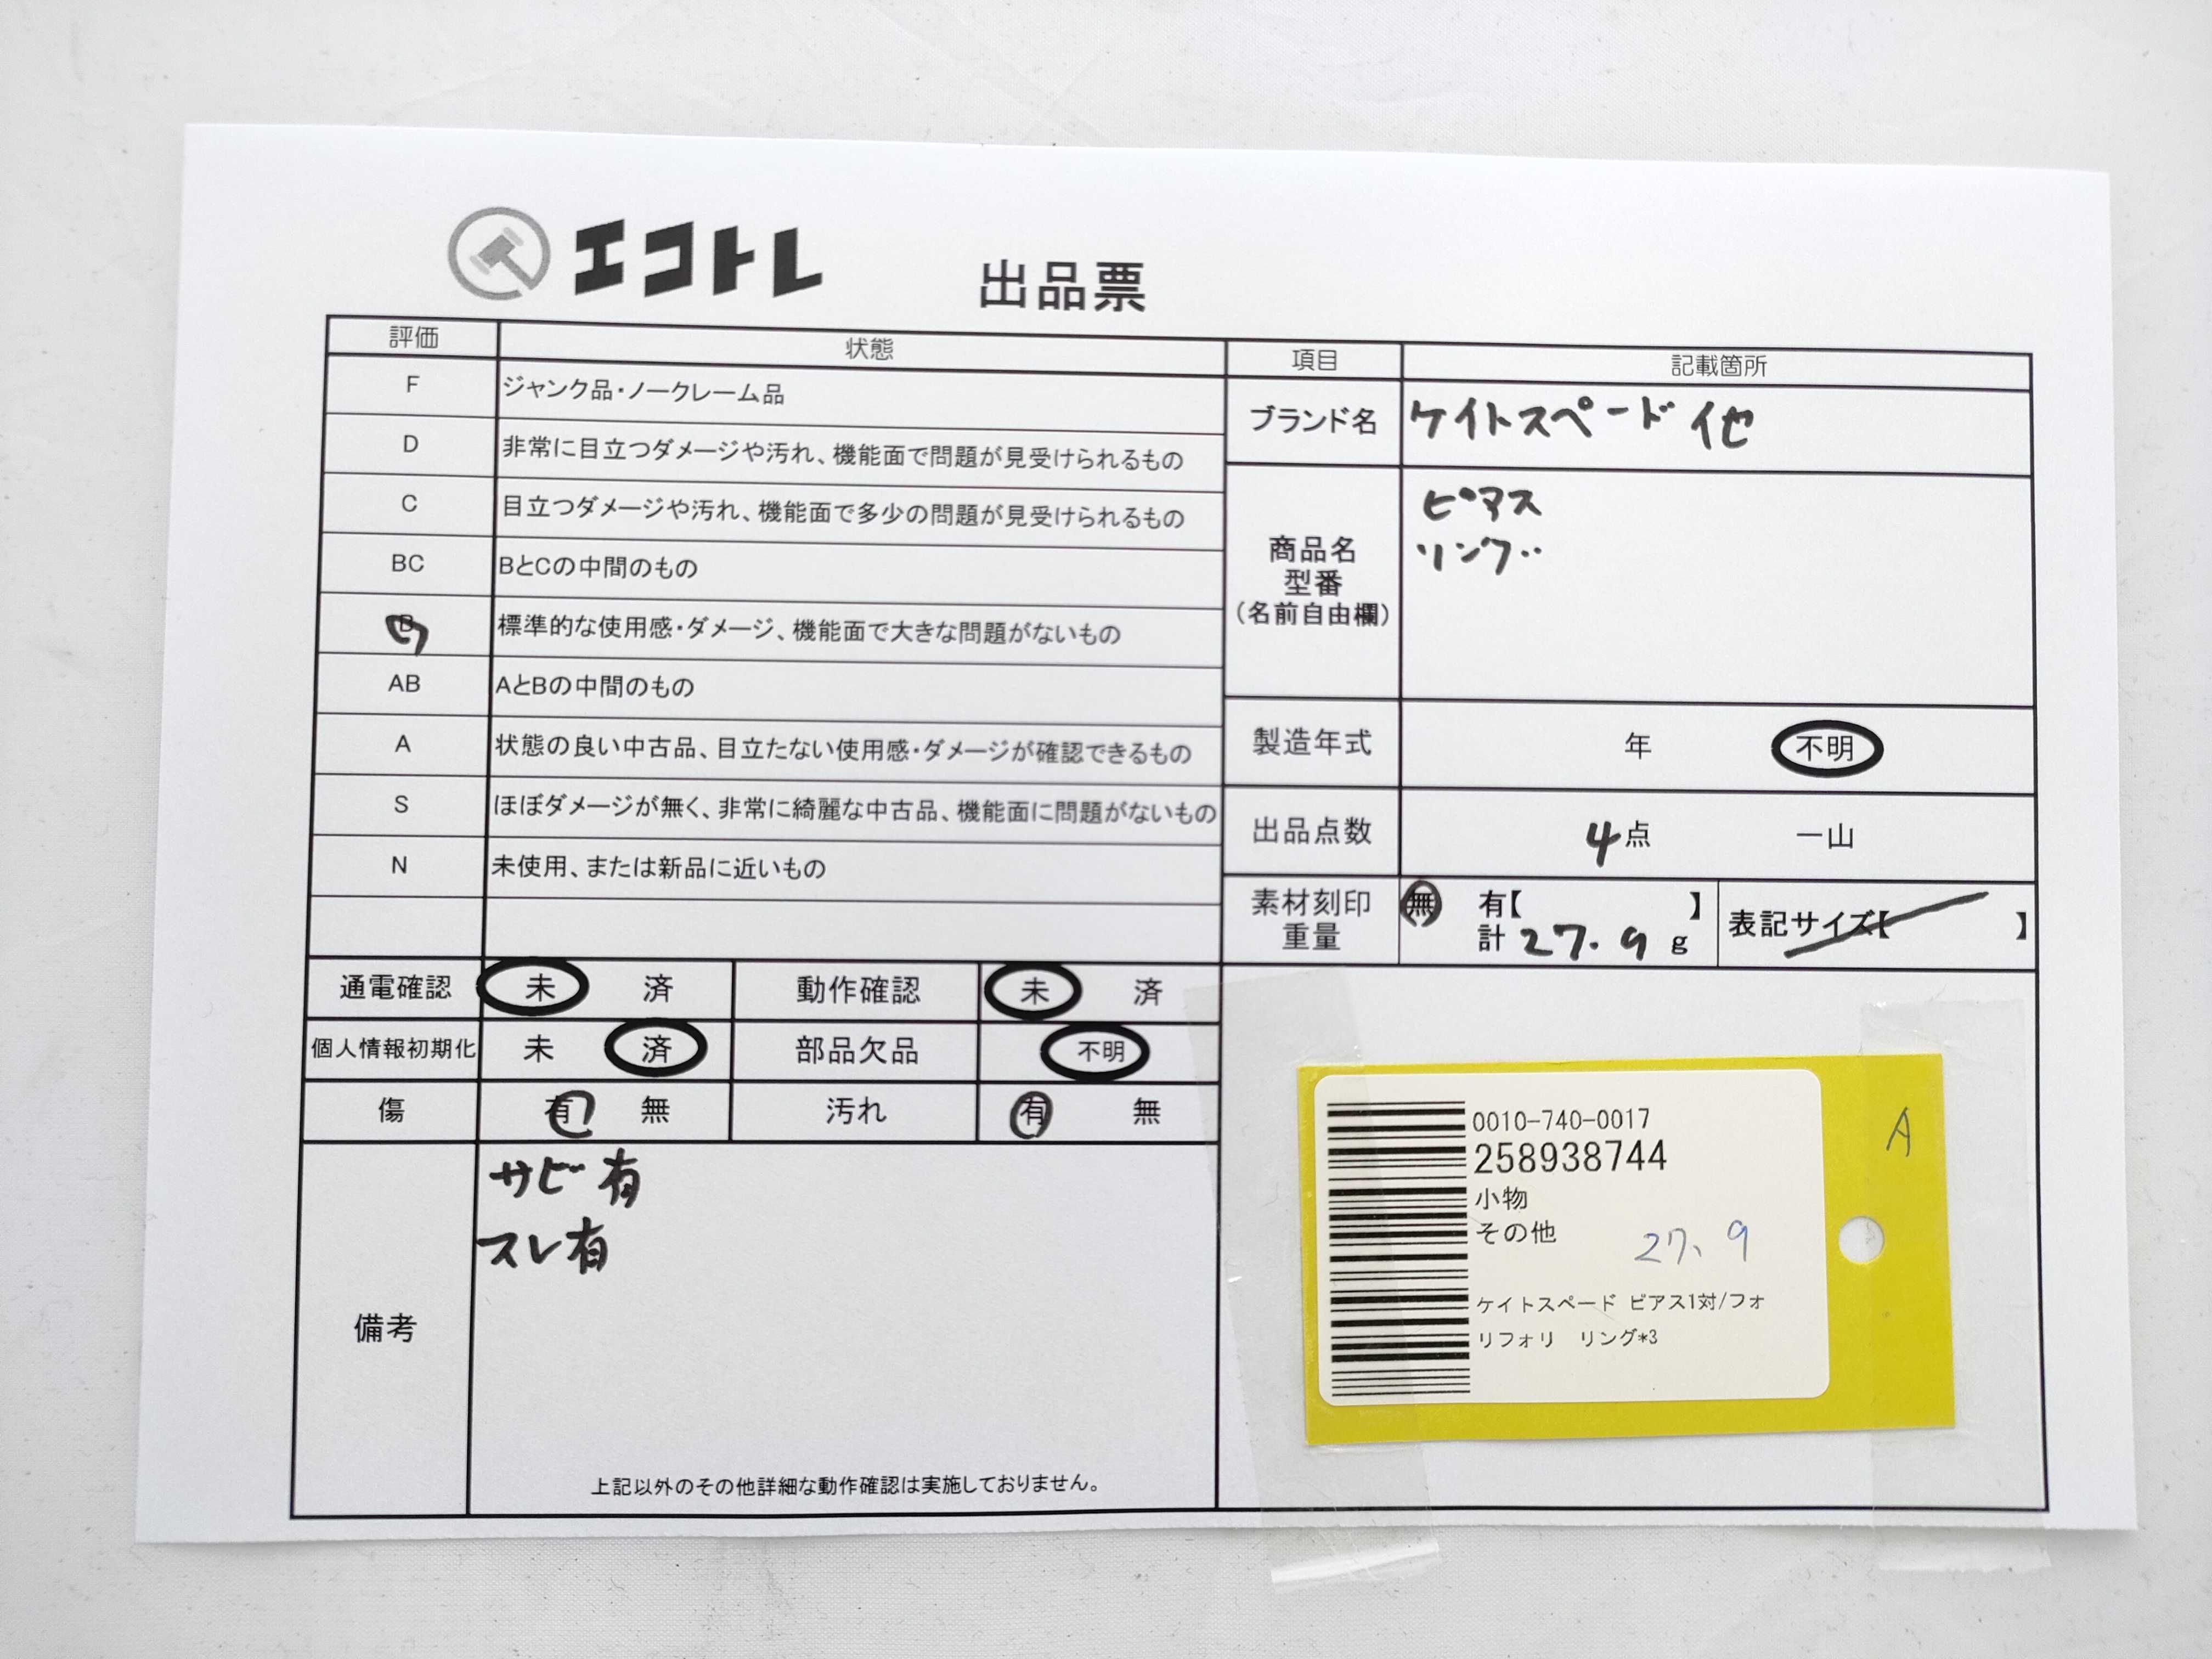 エコトレ 出品票
評価 状態
F ジャンク品・ノークレーム品
D 非常に目立つダメージや汚れ、機能面で問題が見受けられるもの
C 目立つダメージや汚れ、機能面で多少の問題が見受けられるもの
BC BとCの中間のもの
B 標準的な使用感・ダメージ、機能面で大きな問題がないもの
AB AとBの中間のもの
A 状態の良い中古品、目立たない使用感・ダメージが確認できるもの
S ほぼダメージが無く、非常に綺麗な中古品、機能面に問題がないもの
N 未使用、または新品に近いもの
項目 記載箇所
ブランド名 ケイトスペード 他
商品名 ピアス
型番 リング
(名前自由欄)
製造年式 年 不明
出品点数 4点 一山
素材刻印 無 有【 】
重量 計 27.9 g
表記サイズ【 】
通電確認 未 済 動作確認 未 済
個人情報初期化 未 済 部品欠品 不明
傷 有 無 汚れ 有 無
備考
サビ有
スレ有
上記以外のその他詳細な動作確認は実施しておりません。
0010-740-0017
258938744
小物
その他
27.9
ケイトスペード ピアス1対/フォ
リフォリ リング*3
A